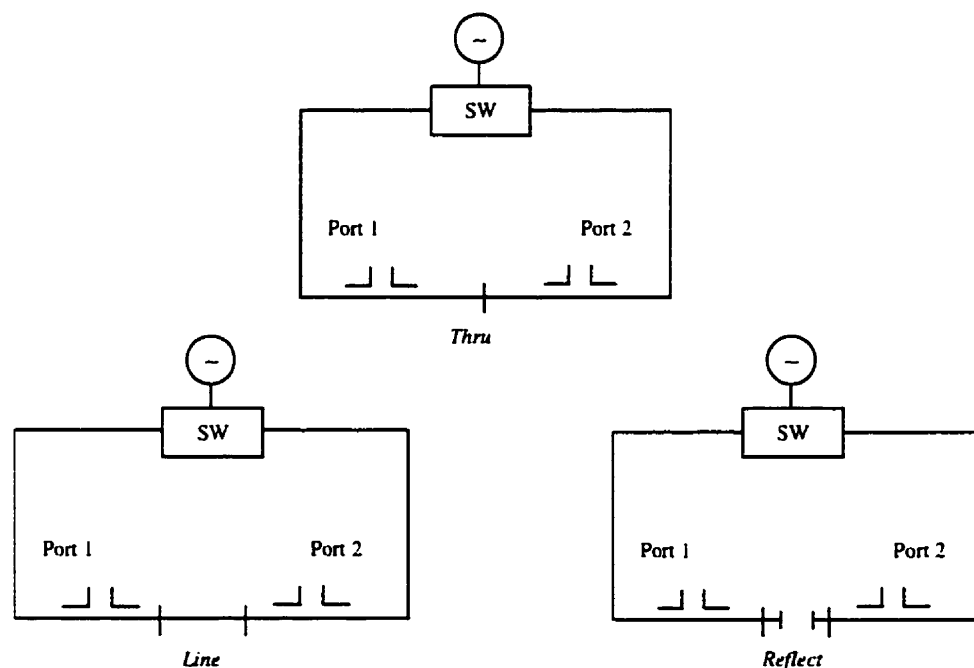 ~
SW
Port 1
Port 2
Thru
~
SW
Port 1
Port 2
Line
~
SW
Port 1
Port 2
Reflect